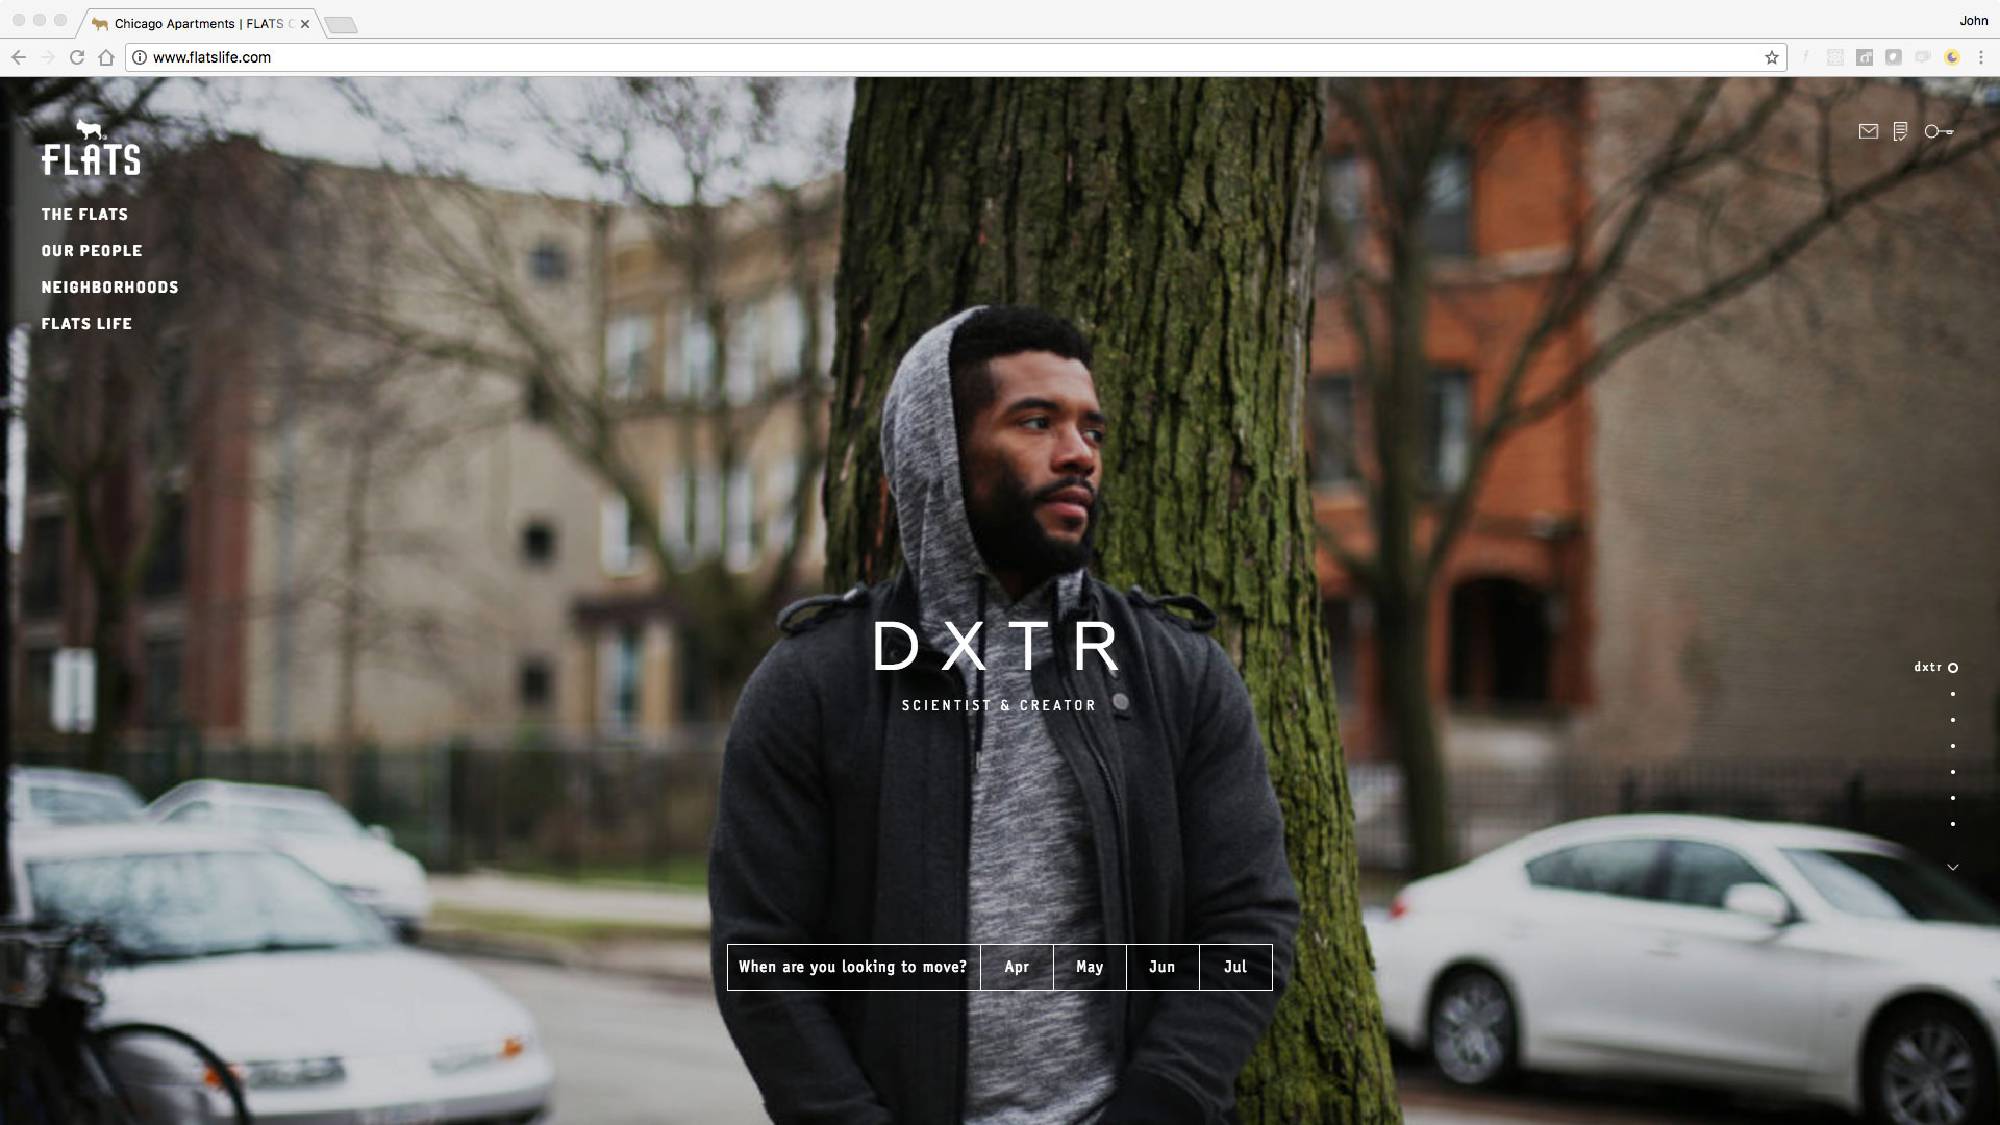 Chicago Apartments | FLATS C
John
www.flatslife.com
FLATS
THE FLATS
OUR PEOPLE
NEIGHBORHOODS
FLATS LIFE
DXTR
SCIENTIST & CREATOR
dxtr
When are you looking to move? Apr May Jun Jul